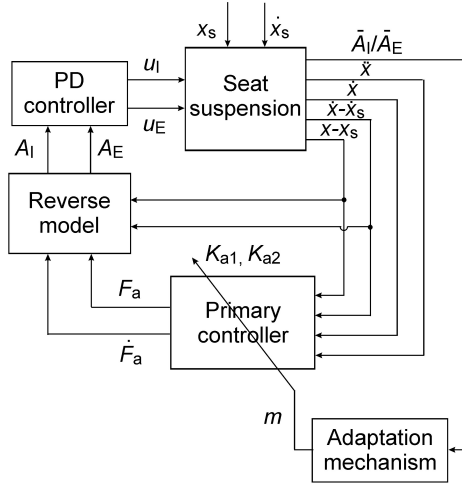 xs ẋs
ĀI/ĀE
PD controller
uI
uE
Seat suspension
ẍ
ẋ
ẋ-ẋs
x-xs
AI AE
Reverse model
Ka1, Ka2
Fa
Ḟa
Primary controller
m
Adaptation mechanism